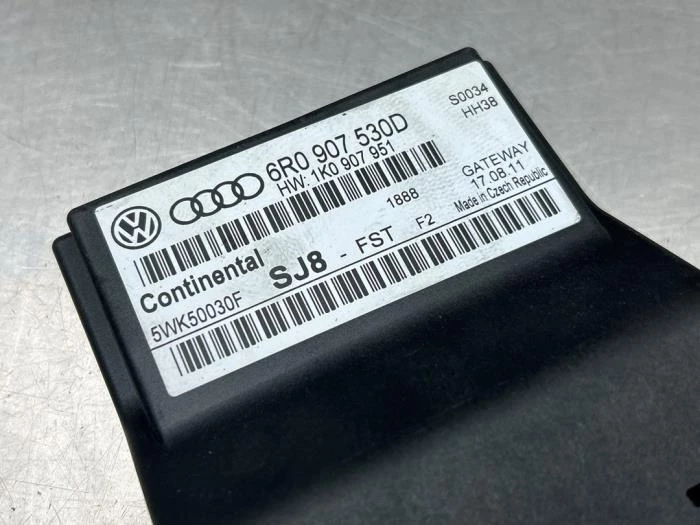 6R0 907 530D
HW: 1K0 907 951
S0034
HH38
1888
GATEWAY
17.08.11
Continental
SJ8 - FST F2
Made in Czech Republic
5WK50030F